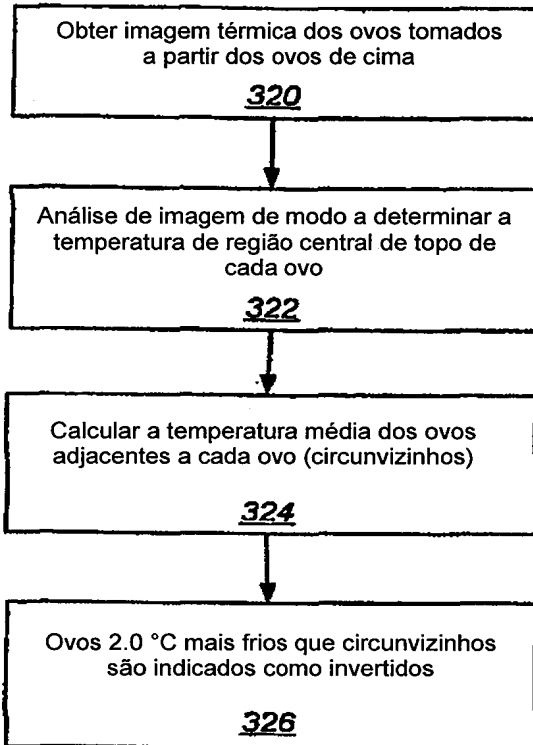 Obter imagem térmica dos ovos tomados
a partir dos ovos de cima
320
Análise de imagem de modo a determinar a
temperatura de região central de topo de
cada ovo
322
Calcular a temperatura média dos ovos
adjacentes a cada ovo (circunvizinhos)
324
Ovos 2.0 °C mais frios que circunvizinhos
são indicados como invertidos
326